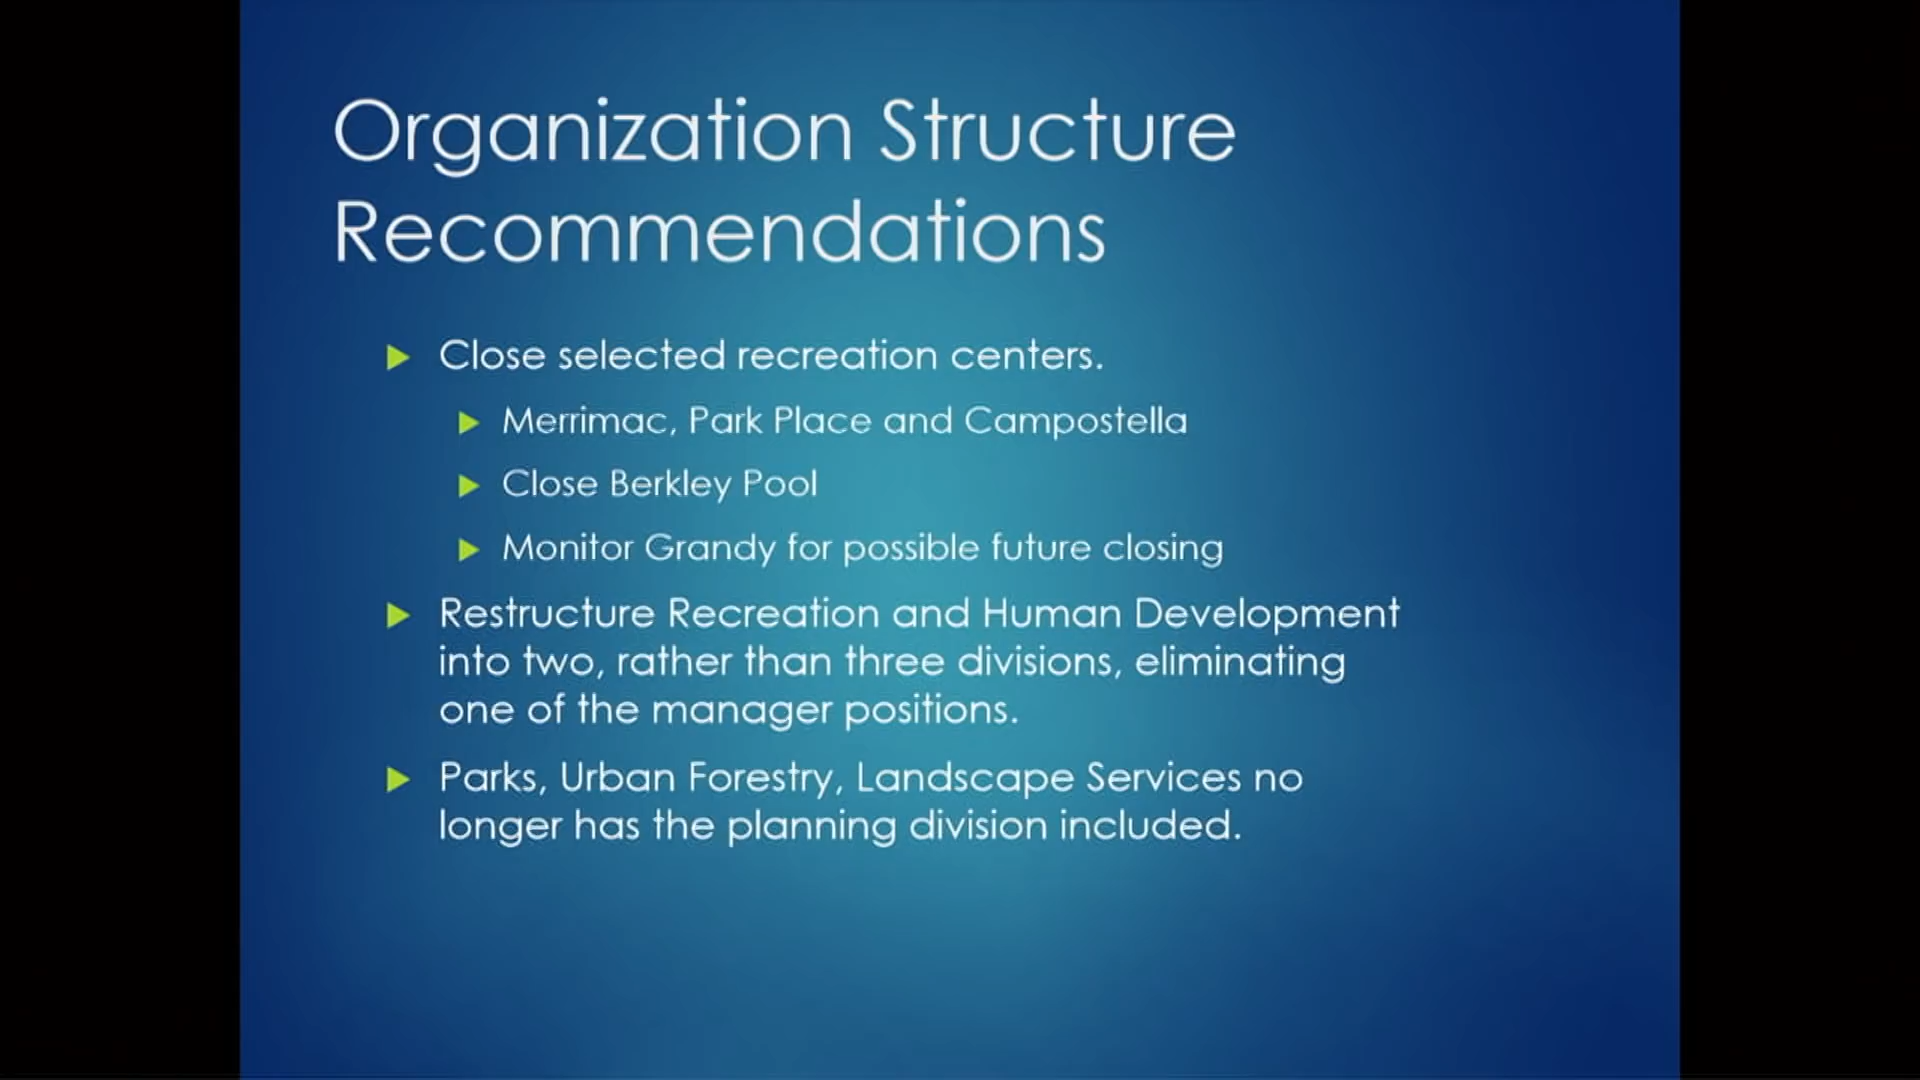 Organization Structure
Recommendations
Close selected recreation centers.
Merrimac, Park Place and Campostella
Close Berkley Pool
Monitor Grandy for possible future closing
Restructure Recreation and Human Development
into two, rather than three divisions, eliminating
one of the manager positions.
Parks, Urban Forestry, Landscape Services no
longer has the planning division included.